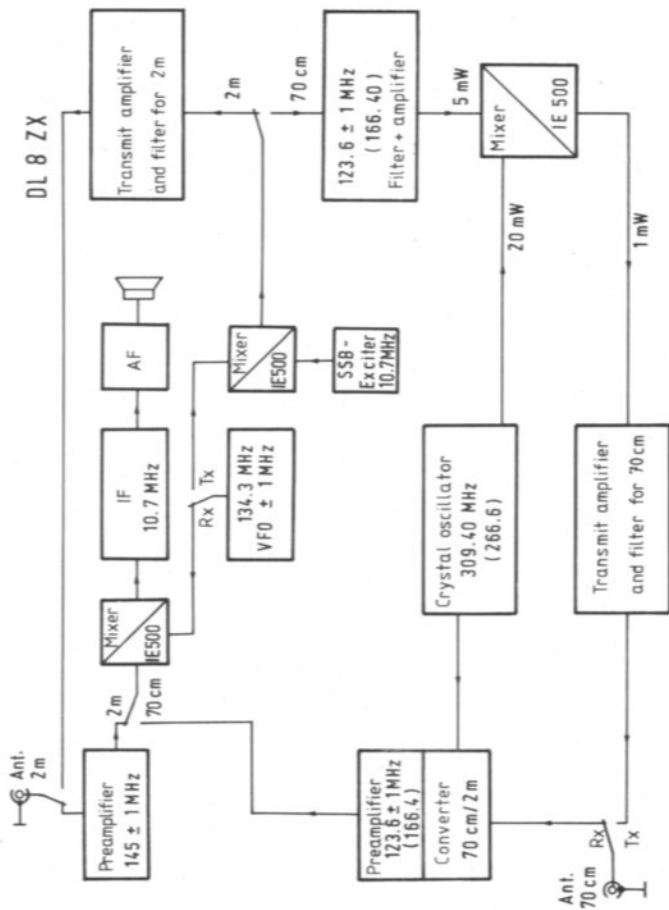 DL 8 ZX
Ant.
2m
Preamplifier
145 ± 1 MHz
2m
70 cm
Mixer
IE500
IF
10.7 MHz
AF
Rx
Tx
134.3 MHz
VFO ± 1 MHz
Mixer
IE500
SSB-
Exciter
10.7MHz
Transmit amplifier
and filter for 2m
2m
70 cm
123.6 ± 1 MHz
(166.40)
Filter + amplifier
5 mW
Mixer
IE 500
20 mW
1 mW
Crystal oscillator
309.40 MHz
(266.6)
Preamplifier
123.6 ± 1MHz
(166.4)
Converter
70 cm/2m
Transmit amplifier
and filter for 70cm
Rx
Tx
Ant.
70 cm